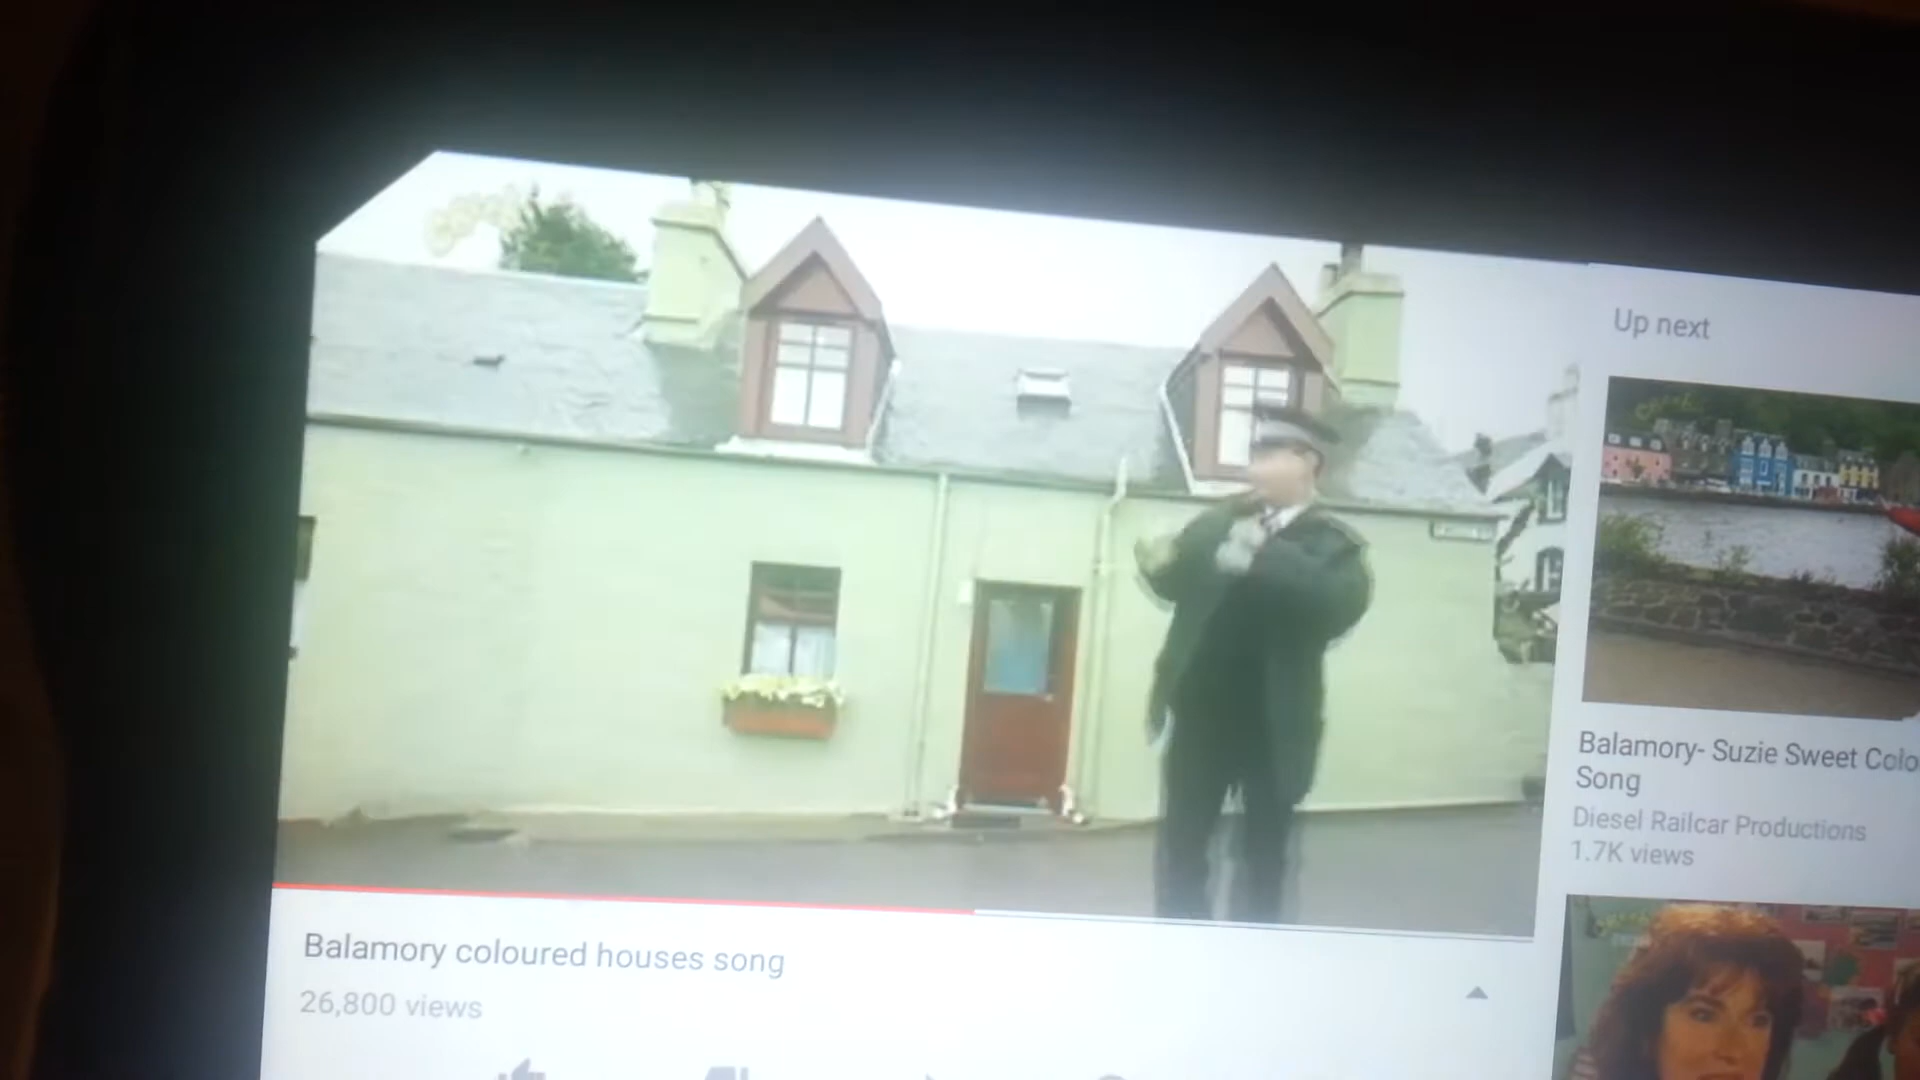 Up next
Balamory- Suzie Sweet Colo
Song
Diesel Railcar Productions
1.7K views
Balamory coloured houses song
26,800 views